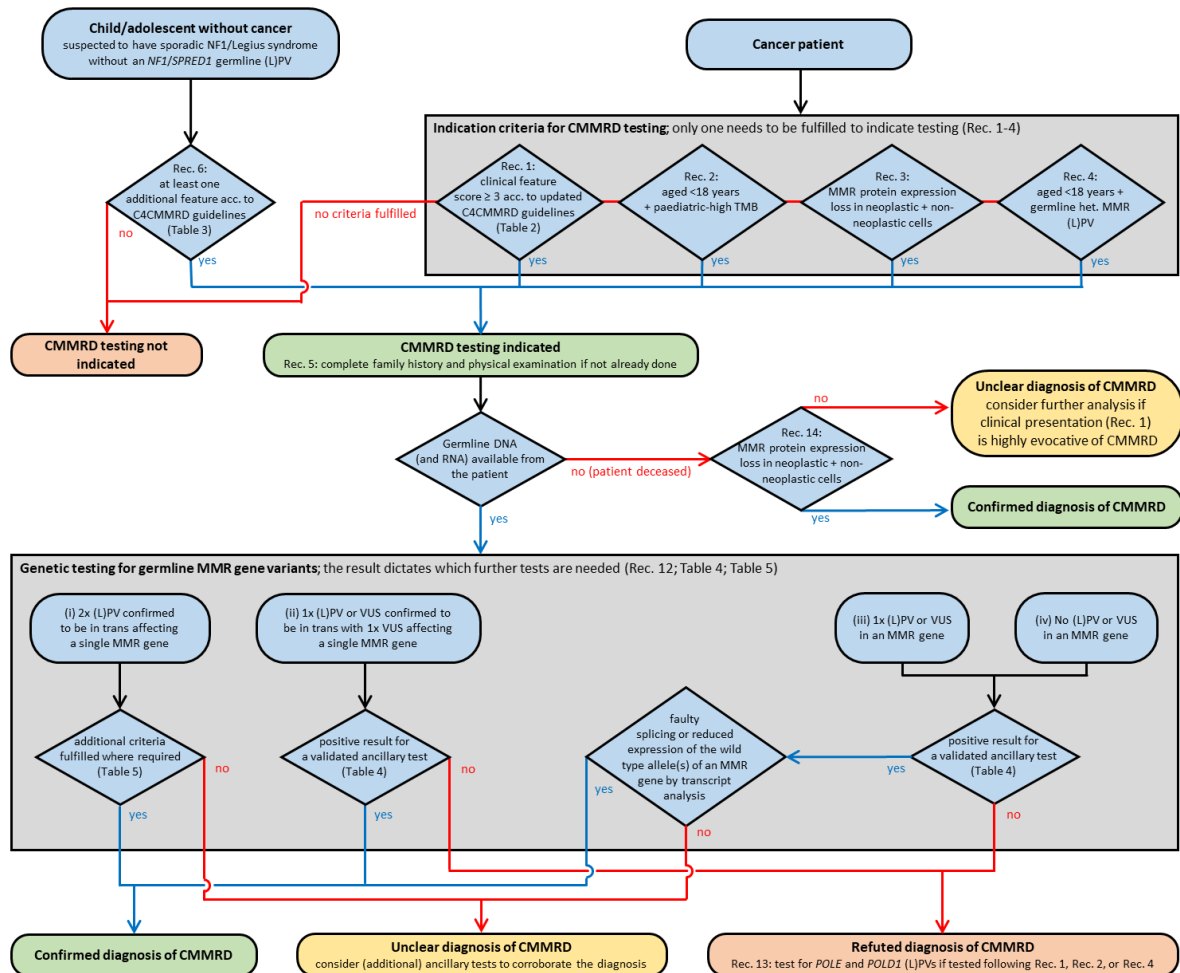 Child/adolescent without cancer
suspected to have sporadic NF1/Legius syndrome
without an NF1/SPRED1 germline (L)PV
Cancer patient
Indication criteria for CMMRD testing; only one needs to be fulfilled to indicate testing (Rec. 1-4)
Rec. 6:
at least one
additional feature acc. to
C4CMMRD guidelines
(Table 3)
Rec. 1:
clinical feature
score ≥ 3 acc. to updated
C4CMMRD guidelines
(Table 2)
Rec. 2:
aged <18 years
+ paediatric-high TMB
Rec. 3:
MMR protein expression
loss in neoplastic + non-
neoplastic cells
Rec. 4:
aged <18 years +
germline het. MMR
(L)PV
no criteria fulfilled
no
yes
yes
yes
yes
yes
CMMRD testing not
indicated
CMMRD testing indicated
Rec. 5: complete family history and physical examination if not already done
Germline DNA
(and RNA) available from
the patient
no (patient deceased)
Rec. 14:
MMR protein expression
loss in neoplastic + non-
neoplastic cells
no
Unclear diagnosis of CMMRD
consider further analysis if
clinical presentation (Rec. 1)
is highly evocative of CMMRD
yes
Confirmed diagnosis of CMMRD
yes
Genetic testing for germline MMR gene variants; the result dictates which further tests are needed (Rec. 12; Table 4; Table 5)
(i) 2x (L)PV confirmed
to be in trans affecting
a single MMR gene
(ii) 1x (L)PV or VUS confirmed to
be in trans with 1x VUS affecting
a single MMR gene
(iii) 1x (L)PV or VUS
in an MMR gene
(iv) No (L)PV or VUS
in an MMR gene
additional criteria
fulfilled where required
(Table 5)
no
yes
positive result for
a validated ancillary test
(Table 4)
no
yes
faulty
splicing or reduced
expression of the wild
type allele(s) of an MMR
gene by transcript
analysis
yes
no
positive result for
a validated ancillary test
(Table 4)
yes
no
Confirmed diagnosis of CMMRD
Unclear diagnosis of CMMRD
consider (additional) ancillary tests to corroborate the diagnosis
Refuted diagnosis of CMMRD
Rec. 13: test for POLE and POLD1 (L)PVs if tested following Rec. 1, Rec. 2, or Rec. 4